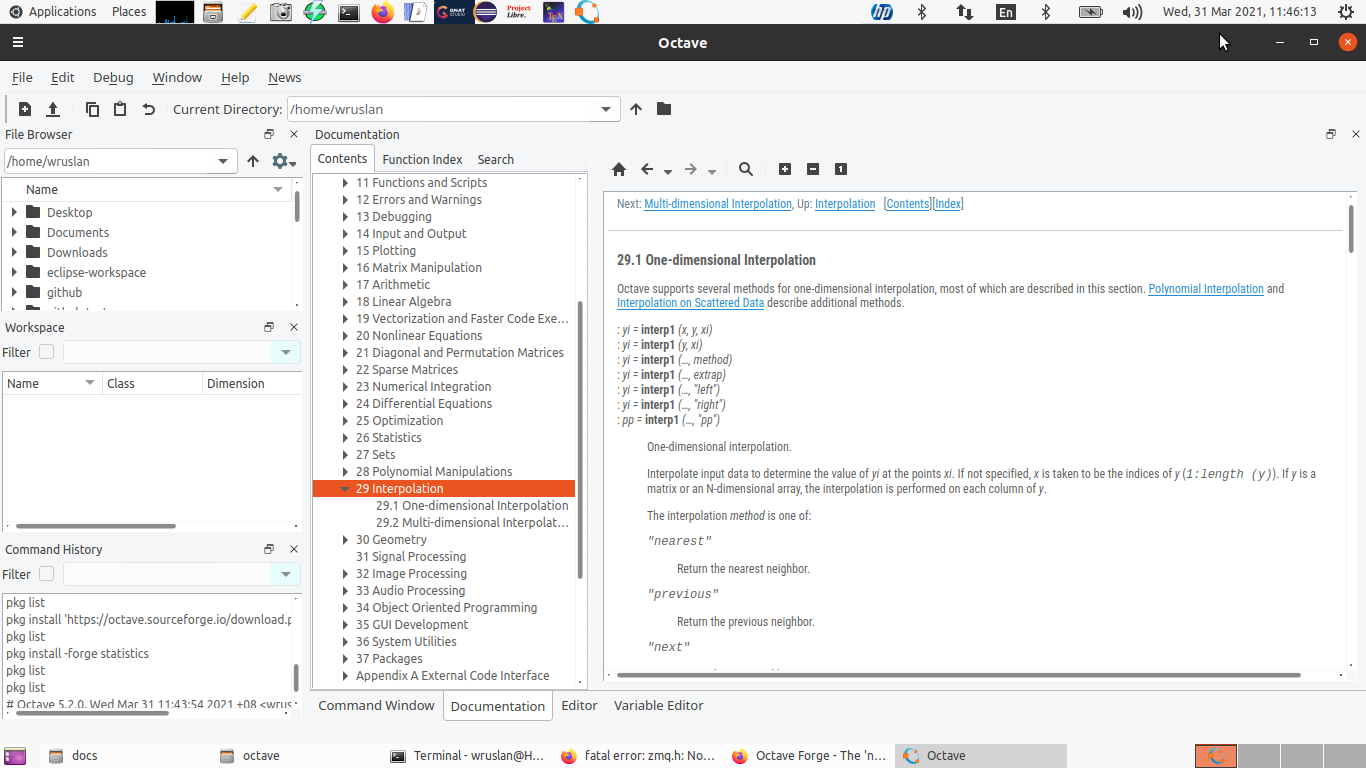 Applications Places
GNAT STUDIO
Project Libre.
TeX
hp
En
Wed, 31 Mar 2021, 11:46:13
Octave
File Edit Debug Window Help News
Current Directory: /home/wruslan
File Browser
/home/wruslan
Name
Desktop
Documents
Downloads
eclipse-workspace
github
Workspace
Filter
Name Class Dimension
Command History
Filter
pkg list
pkg install 'https://octave.sourceforge.io/download.p
pkg list
pkg install -forge statistics
pkg list
pkg list
# Octave 5.2.0, Wed Mar 31 11:43:54 2021 +08 <wrus
Documentation
Contents Function Index Search
11 Functions and Scripts
12 Errors and Warnings
13 Debugging
14 Input and Output
15 Plotting
16 Matrix Manipulation
17 Arithmetic
18 Linear Algebra
19 Vectorization and Faster Code Exe...
20 Nonlinear Equations
21 Diagonal and Permutation Matrices
22 Sparse Matrices
23 Numerical Integration
24 Differential Equations
25 Optimization
26 Statistics
27 Sets
28 Polynomial Manipulations
29 Interpolation
29.1 One-dimensional Interpolation
29.2 Multi-dimensional Interpolat...
30 Geometry
31 Signal Processing
32 Image Processing
33 Audio Processing
34 Object Oriented Programming
35 GUI Development
36 System Utilities
37 Packages
Appendix A External Code Interface
Next: Multi-dimensional Interpolation, Up: Interpolation [Contents][Index]
29.1 One-dimensional Interpolation
Octave supports several methods for one-dimensional interpolation, most of which are described in this section. Polynomial Interpolation and
Interpolation on Scattered Data describe additional methods.
: yi = interp1 (x, y, xi)
: yi = interp1 (y, xi)
: yi = interp1 (…, method)
: yi = interp1 (…, extrap)
: yi = interp1 (…, "left")
: yi = interp1 (…, "right")
: pp = interp1 (…, "pp")
One-dimensional interpolation.
Interpolate input data to determine the value of yi at the points xi. If not specified, x is taken to be the indices of y (1:length (y)). If y is a
matrix or an N-dimensional array, the interpolation is performed on each column of y.
The interpolation method is one of:
"nearest"
Return the nearest neighbor.
"previous"
Return the previous neighbor.
"next"
Command Window Documentation Editor Variable Editor
docs
octave
Terminal - wruslan@H...
fatal error: zmq.h: No...
Octave Forge - The 'n...
Octave